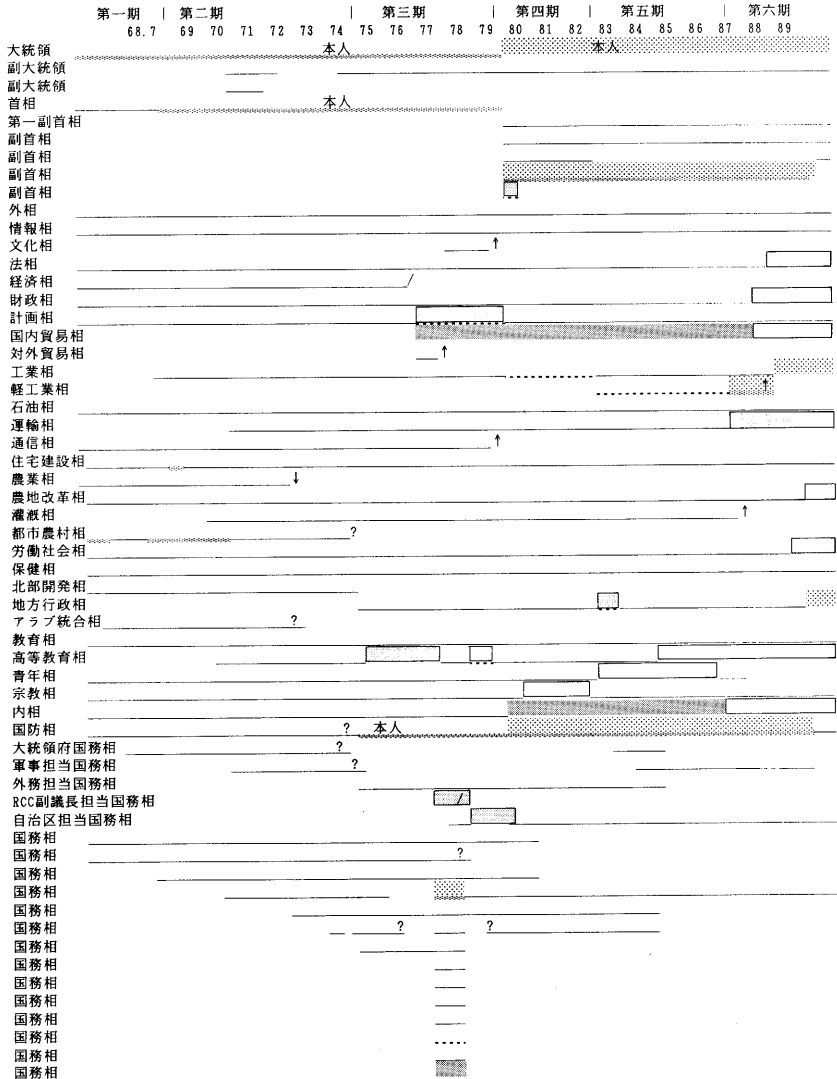 第一期 | 第二期 | 第三期 | 第四期 | 第五期 | 第六期
68.7 69 70 71 72 73 74 75 76 77 78 79 80 81 82 83 84 85 86 87 88 89
大統領 本人 本人
副大統領
副大統領
首相 本人
第一副首相
副首相
副首相
副首相
副首相
外相
情報相
文化相 ↑
法相
経済相 /
財政相
計画相
国内貿易相
対外貿易相 ↑
工業相
軽工業相 ↑
石油相
運輸相
通信相 ↑
住宅建設相
農業相 ↓
農地改革相
灌漑相 ↑
都市農村相 ?
労働社会相
保健相
北部開発相
地方行政相
アラブ統合相 ?
教育相
高等教育相
青年相
宗教相
内相
国防相 ? 本人
大統領府国務相 ?
軍事担当国務相 ?
外務担当国務相
RCC副議長担当国務相 /
自治区担当国務相
国務相
国務相 ?
国務相
国務相
国務相
国務相 ? ?
国務相
国務相
国務相
国務相
国務相
国務相
国務相
国務相